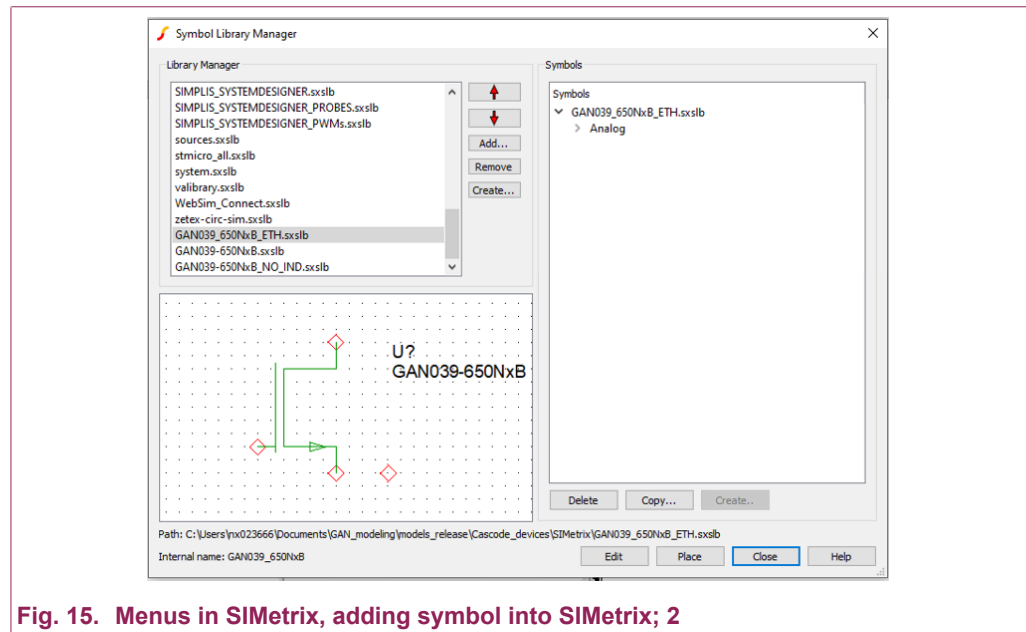 Symbol Library Manager
Library Manager
SIMPLIS_SYSTEMDESIGNER.sxslb
SIMPLIS_SYSTEMDESIGNER_PROBES.sxslb
SIMPLIS_SYSTEMDESIGNER_PWMs.sxslb
sources.sxslb
stmicro_all.sxslb
system.sxslb
valibrary.sxslb
WebSim_Connect.sxslb
zetex-circ-sim.sxslb
GAN039_650NxB_ETH.sxslb
GAN039-650NxB.sxslb
GAN039-650NxB_NO_IND.sxslb
Add...
Remove
Create...
Symbols
Symbols
GAN039_650NxB_ETH.sxslb
Analog
U?
GAN039-650NxB
Delete Copy... Create..
Path: C:\Users\nx023666\Documents\GAN_modeling\models_release\Cascode_devices\SIMetrix\GAN039_650NxB_ETH.sxslb
Internal name: GAN039_650NxB
Edit Place Close Help
Fig. 15. Menus in SIMetrix, adding symbol into SIMetrix; 2